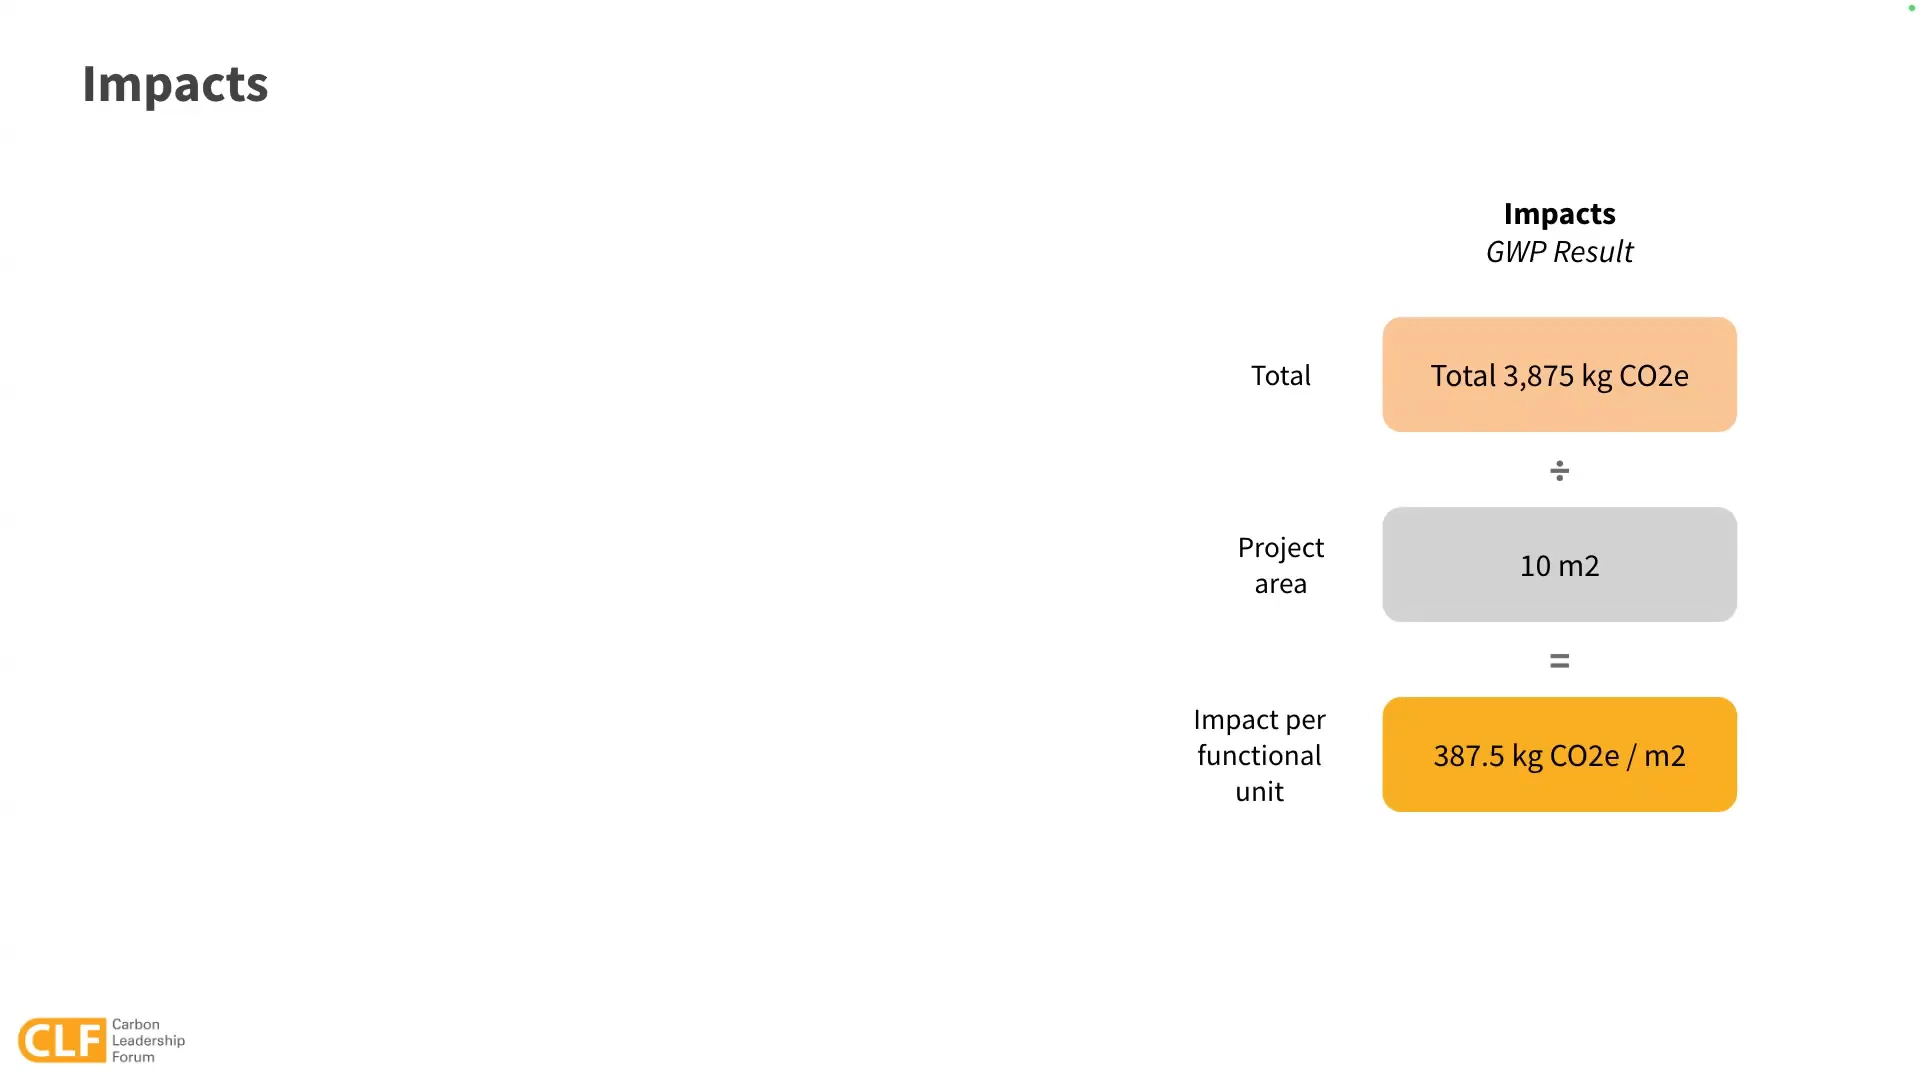 Impacts
Impacts
GWP Result
Total
Total 3,875 kg CO2e
÷
Project
area
10 m2
=
Impact per
functional
unit
387.5 kg CO2e / m2
CLF
Carbon
Leadership
Forum